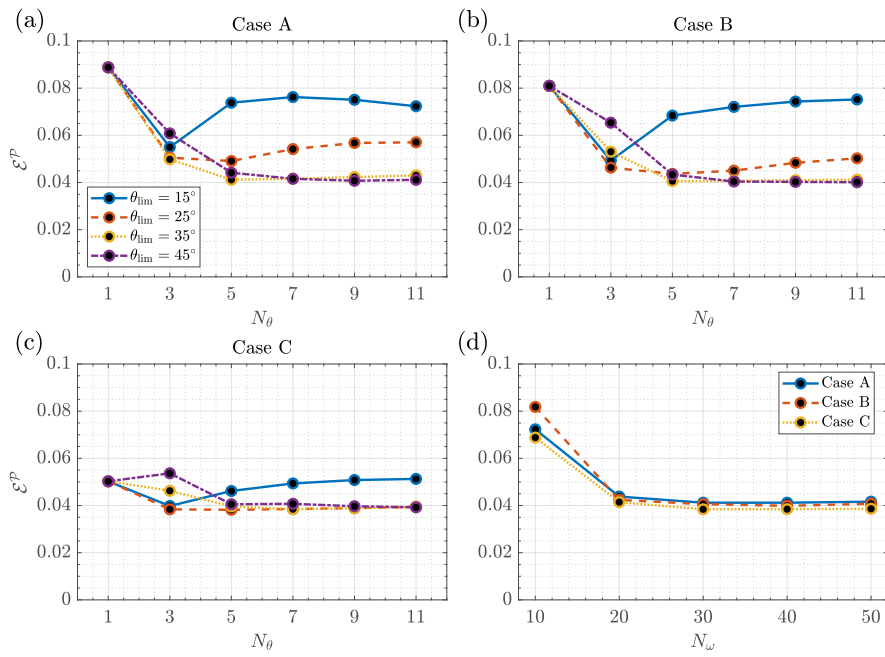 (a) Case A
0.1
0.08
0.06
0.04
0.02
0
ℰ^𝒫
θ_lim = 15°
θ_lim = 25°
θ_lim = 35°
θ_lim = 45°
1 3 5 7 9 11
N_θ
(b) Case B
0.1
0.08
0.06
0.04
0.02
0
1 3 5 7 9 11
N_θ
(c) Case C
0.1
0.08
0.06
0.04
0.02
0
ℰ^𝒫
1 3 5 7 9 11
N_θ
(d)
0.1
0.08
0.06
0.04
0.02
0
Case A
Case B
Case C
10 20 30 40 50
N_ω